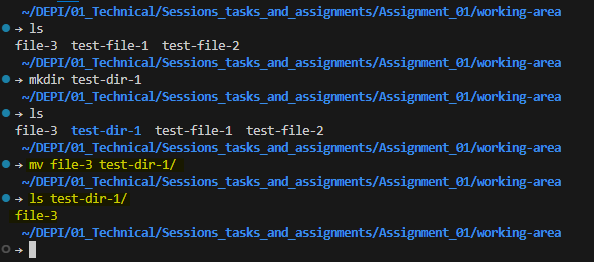 ~/DEPI/01_Technical/Sessions_tasks_and_assignments/Assignment_01/working-area
→ ls
file-3 test-file-1 test-file-2
~/DEPI/01_Technical/Sessions_tasks_and_assignments/Assignment_01/working-area
→ mkdir test-dir-1
~/DEPI/01_Technical/Sessions_tasks_and_assignments/Assignment_01/working-area
→ ls
file-3 test-dir-1 test-file-1 test-file-2
~/DEPI/01_Technical/Sessions_tasks_and_assignments/Assignment_01/working-area
→ mv file-3 test-dir-1/
~/DEPI/01_Technical/Sessions_tasks_and_assignments/Assignment_01/working-area
→ ls test-dir-1/
file-3
~/DEPI/01_Technical/Sessions_tasks_and_assignments/Assignment_01/working-area
→